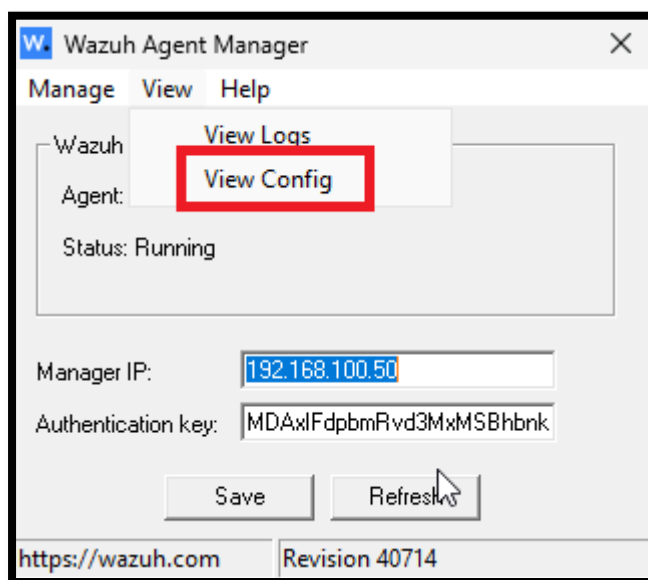 W. Wazuh Agent Manager
Manage View Help
View Logs
View Config
Wazuh
Agent:
Status: Running
Manager IP: 192.168.100.50
Authentication key: MDAxIFdpbmRvd3MxMSBhbnk
Save Refresh
https://wazuh.com Revision 40714